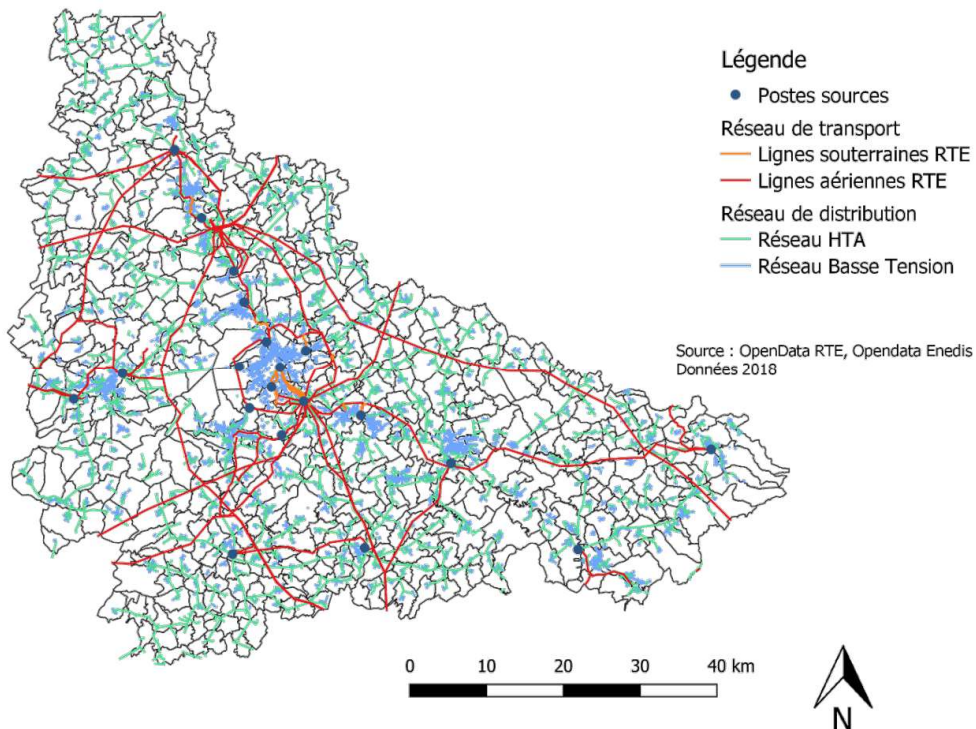 Légende
Postes sources
Réseau de transport
Lignes souterraines RTE
Lignes aériennes RTE
Réseau de distribution
Réseau HTA
Réseau Basse Tension
Source : OpenData RTE, Opendata Enedis
Données 2018
0 10 20 30 40 km
N